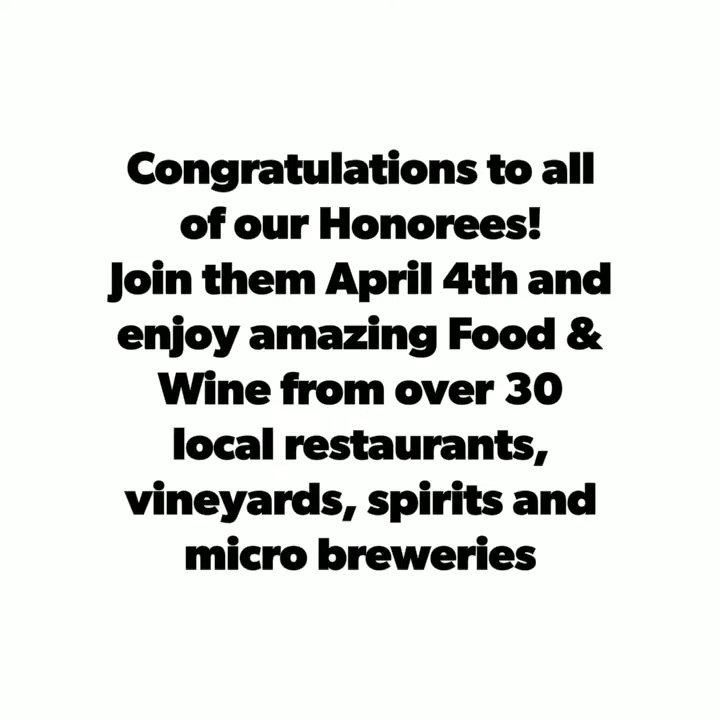 Congratulations to all
of our Honorees!
Join them April 4th and
enjoy amazing Food &
Wine from over 30
local restaurants,
vineyards, spirits and
micro breweries